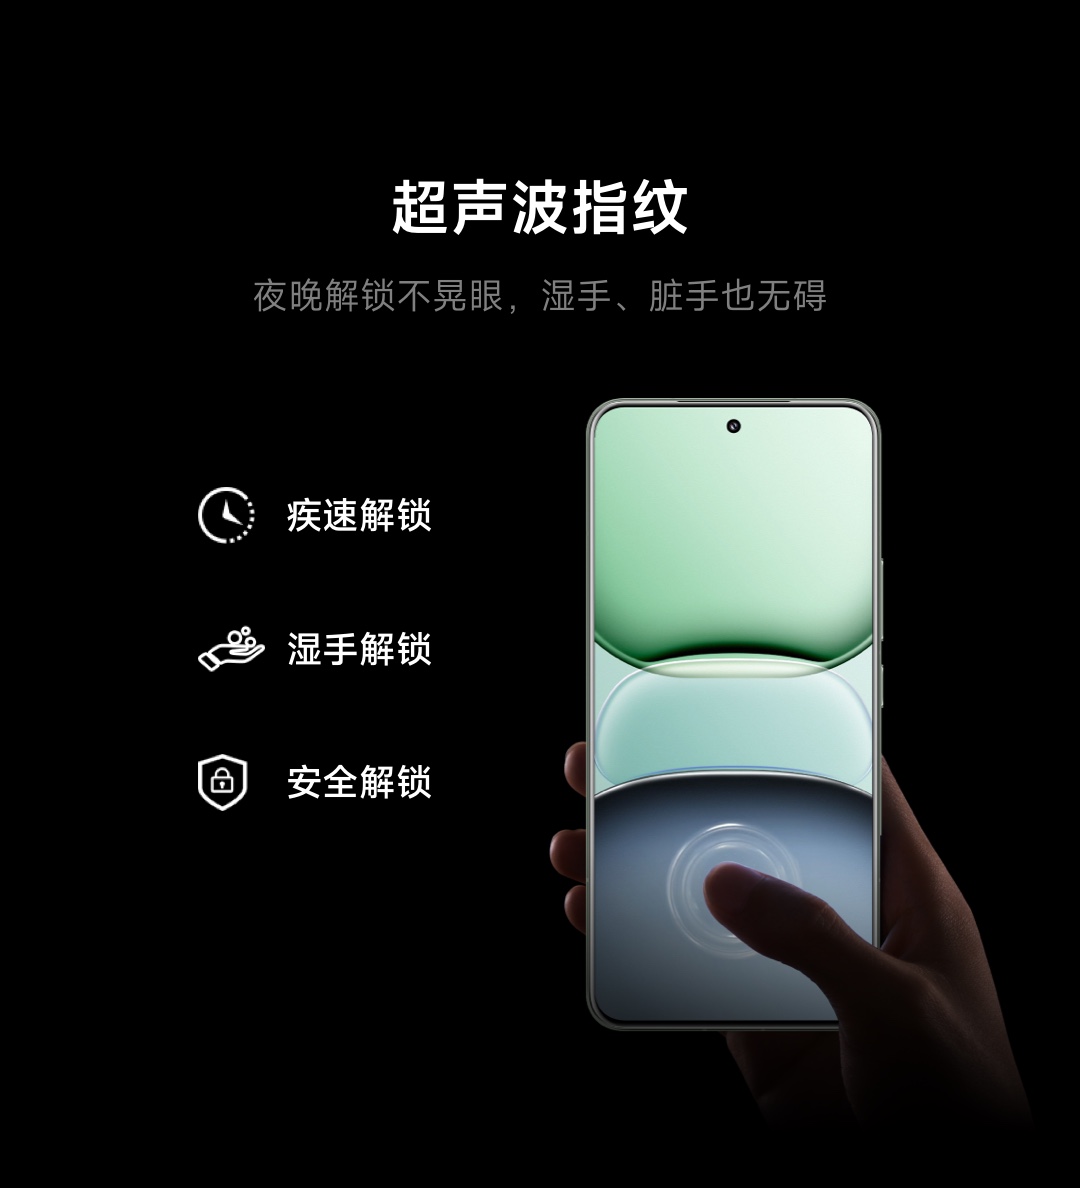 超声波指纹
夜晚解锁不晃眼，湿手、脏手也无碍
疾速解锁
湿手解锁
安全解锁